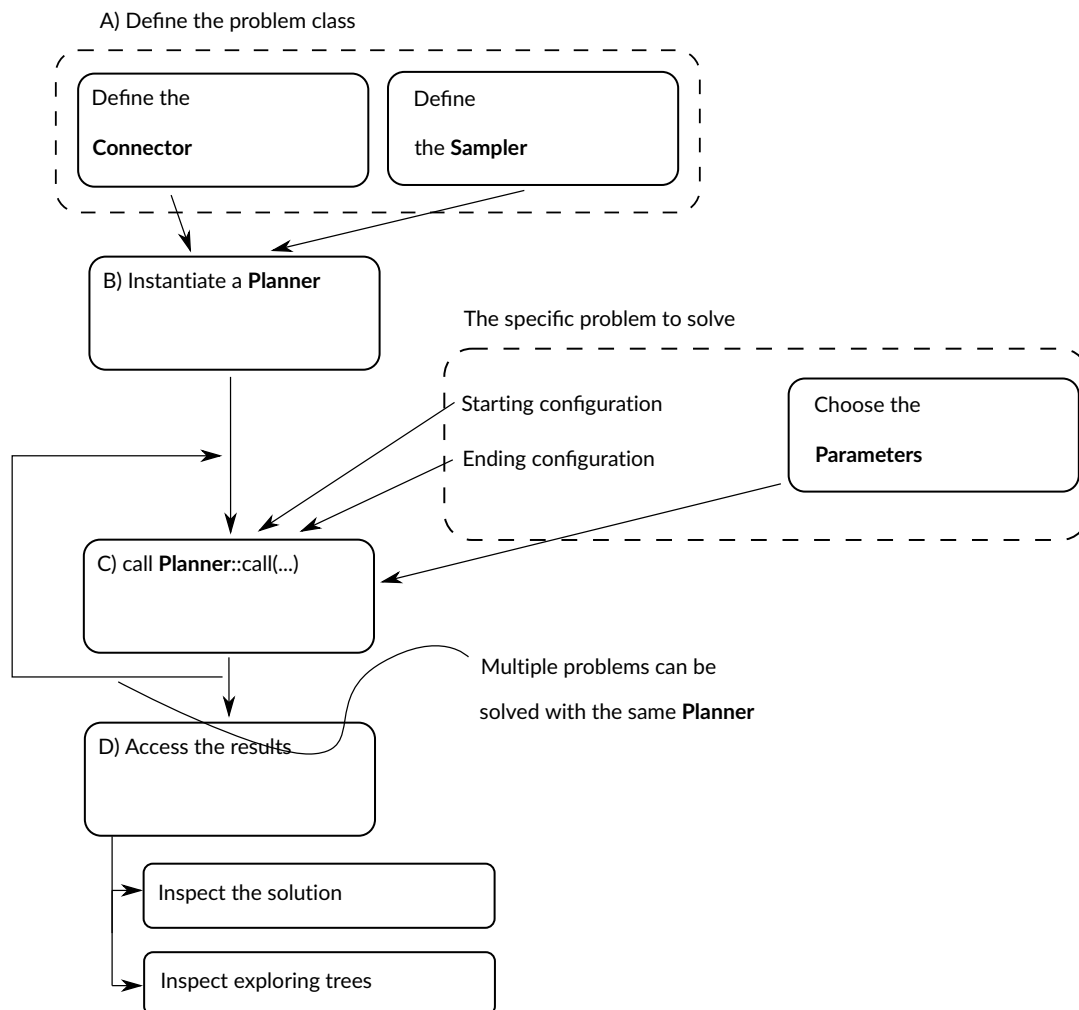 A) Define the problem class
Define the
Connector
Define
the Sampler
B) Instantiate a Planner
The specific problem to solve
Starting configuration
Ending configuration
Choose the
Parameters
C) call Planner::call(...)
Multiple problems can be
solved with the same Planner
D) Access the results
Inspect the solution
Inspect exploring trees